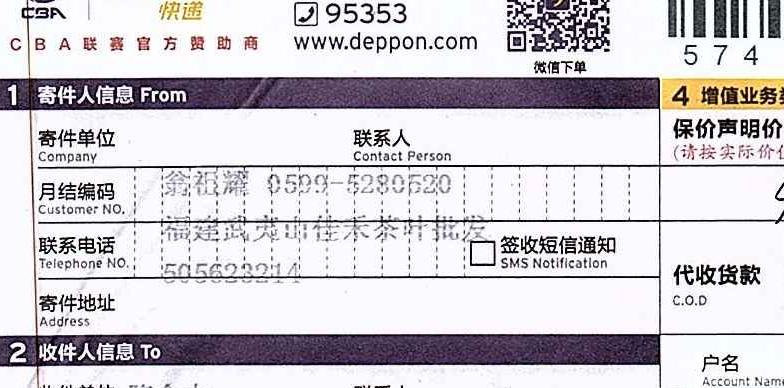 CBA 快递
95353
CBA联赛官方赞助商
www.deppon.com
微信下单
574
1 寄件人信息 From
4 增值业务
寄件单位
Company
联系人
Contact Person
保价声明价
(请按实际价
月结编码
Customer NO.
翁祖耀 0599-5280520
福建武夷山佳禾茶叶批发
联系电话
Telephone NO.
505623214
签收短信通知
SMS Notification
代收货款
C.O.D
寄件地址
Address
2 收件人信息 To
户名
Account Nam
联系人